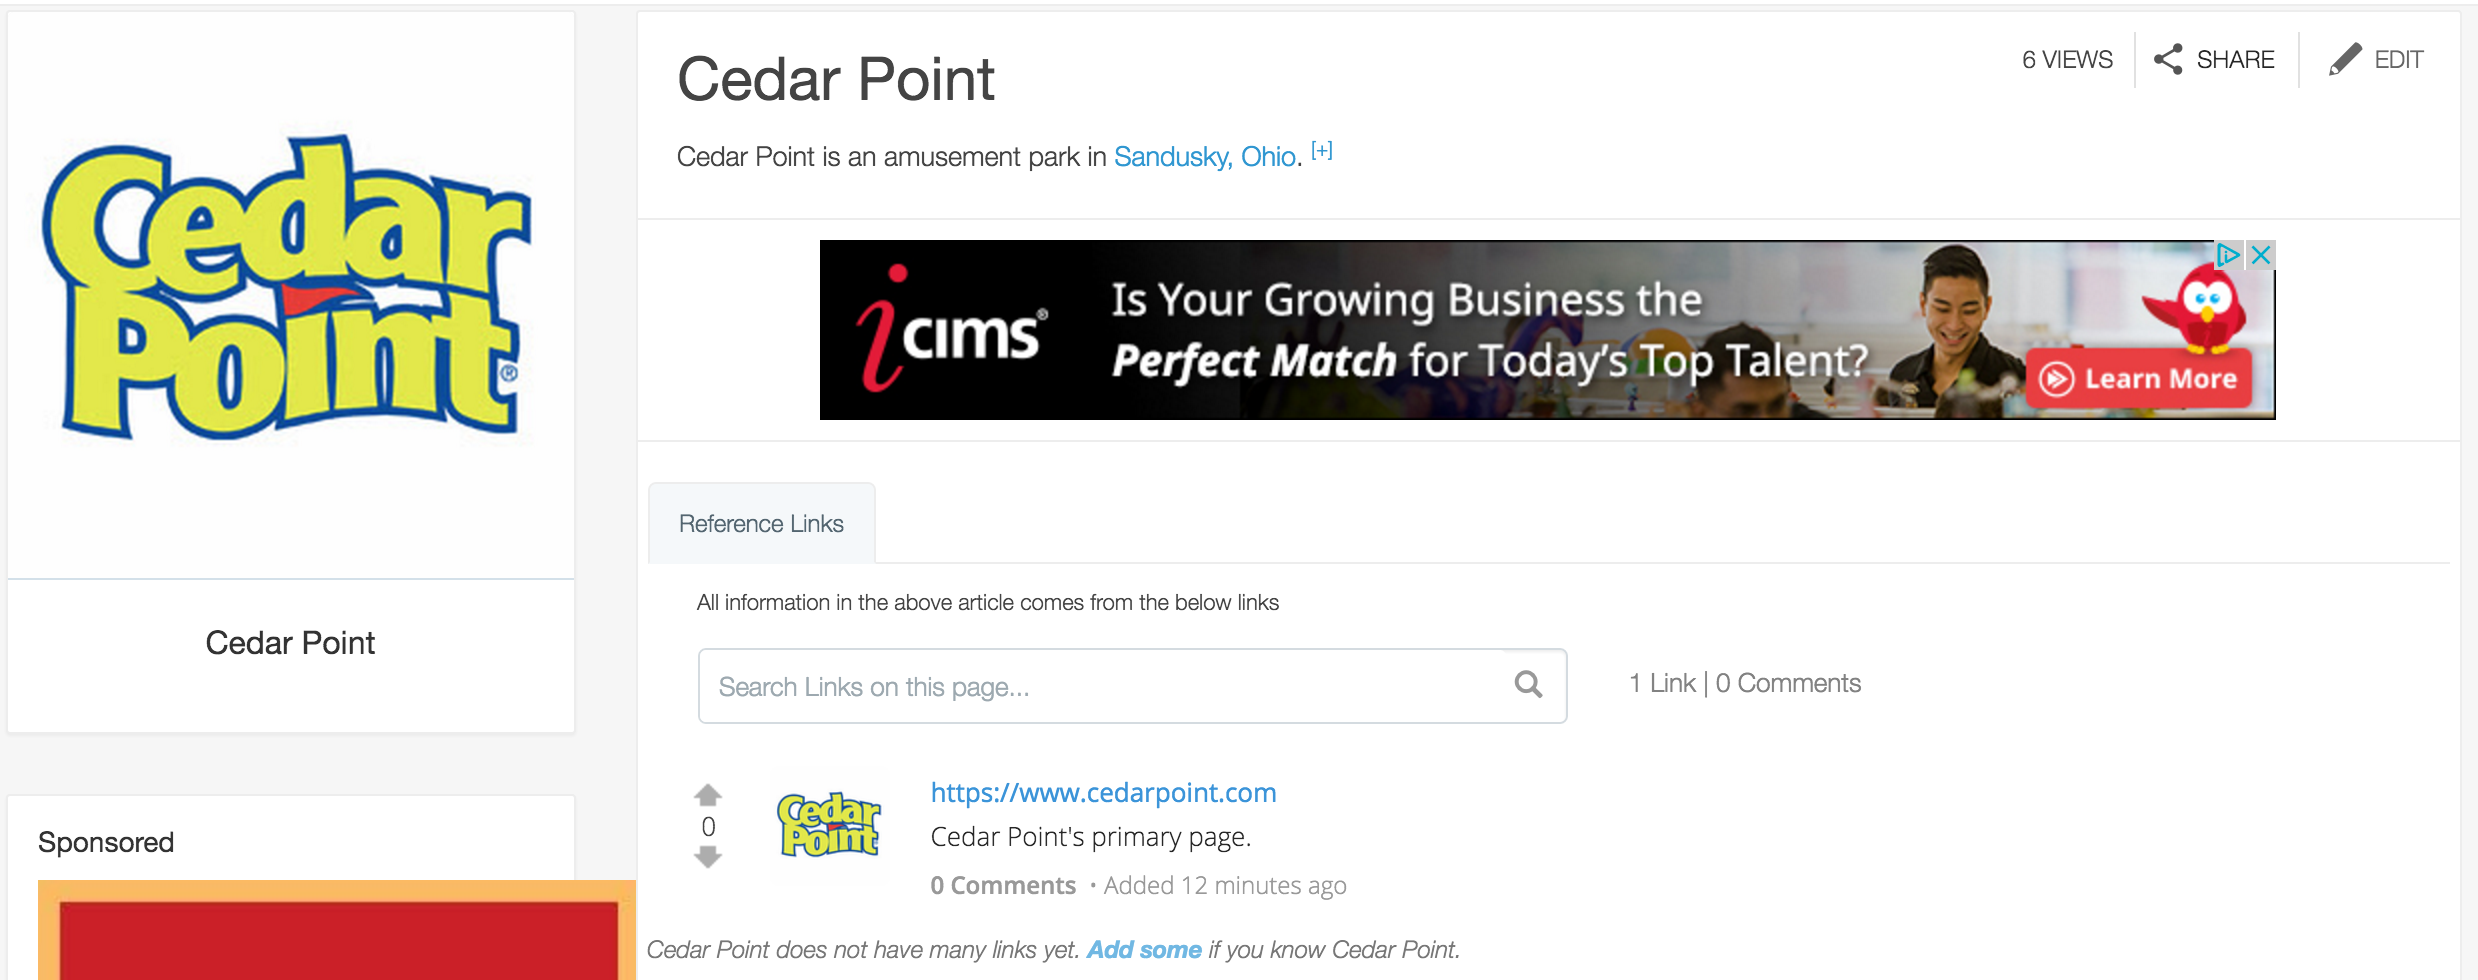 Cedar Point®
Cedar Point
Sponsored
Cedar Point
6 VIEWS
SHARE
EDIT
Cedar Point is an amusement park in Sandusky, Ohio. [+]
icims®
Is Your Growing Business the
Perfect Match for Today's Top Talent?
Learn More
Reference Links
All information in the above article comes from the below links
Search Links on this page...
1 Link | 0 Comments
0
Cedar Point
https://www.cedarpoint.com
Cedar Point's primary page.
0 Comments • Added 12 minutes ago
Cedar Point does not have many links yet. Add some if you know Cedar Point.